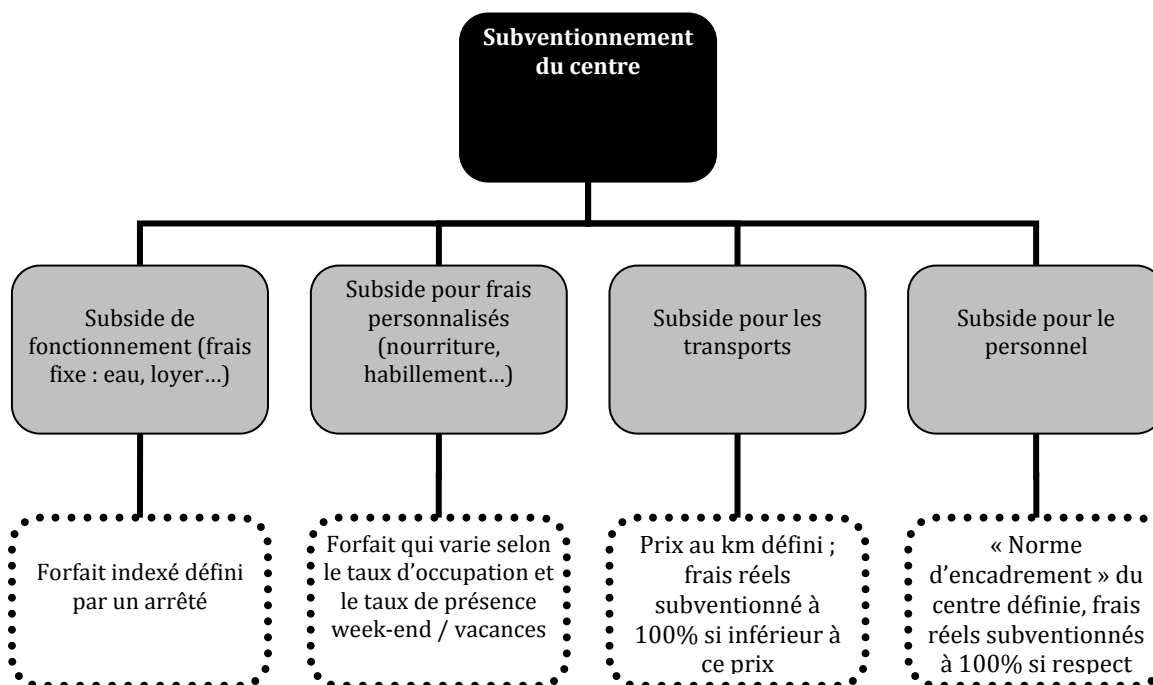 Subventionnement
du centre
Subside de
fonctionnement (frais
fixe : eau, loyer…)
Subside pour frais
personnalisés
(nourriture,
habillement…)
Subside pour les
transports
Subside pour le
personnel
Forfait indexé défini
par un arrêté
Forfait qui varie selon
le taux d’occupation et
le taux de présence
week-end / vacances
Prix au km défini ;
frais réels
subventionné à
100% si inférieur à
ce prix
« Norme
d’encadrement » du
centre définie, frais
réels subventionnés
à 100% si respect